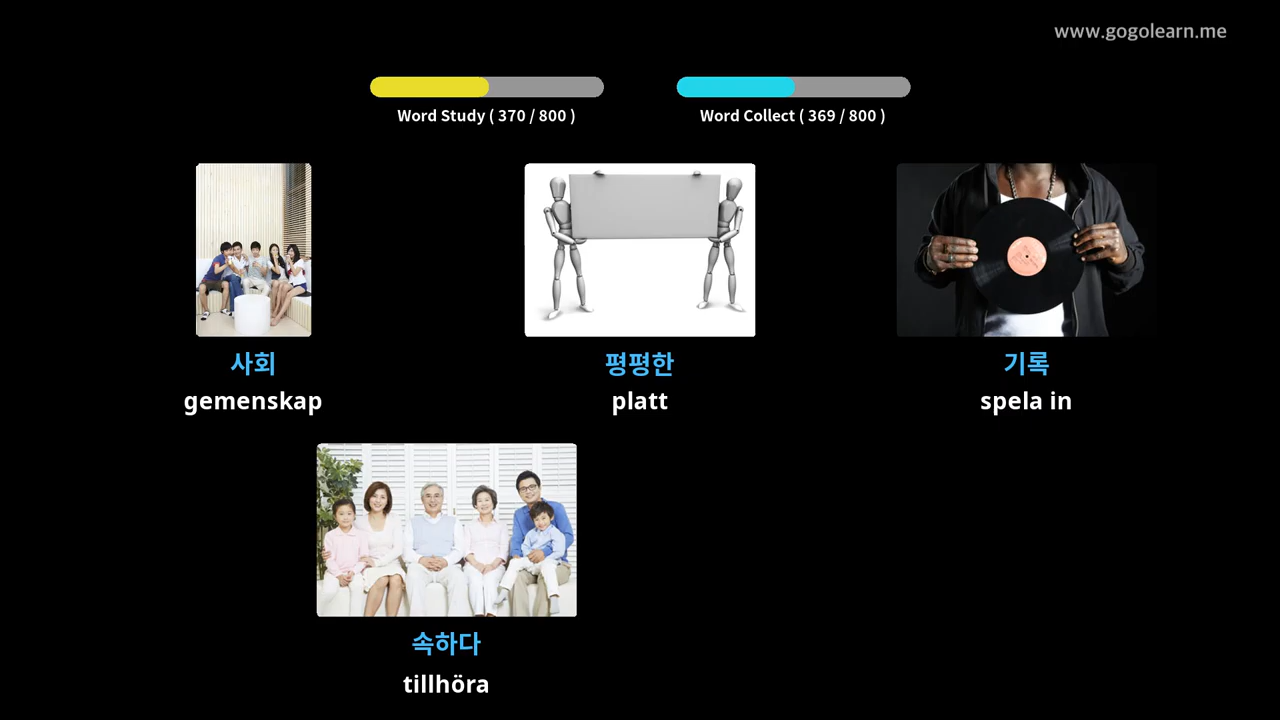 www.gogolearn.me
Word Study ( 370 / 800 )
Word Collect ( 369 / 800 )
사회
gemenskap
평평한
platt
기록
spela in
속하다
tillhöra